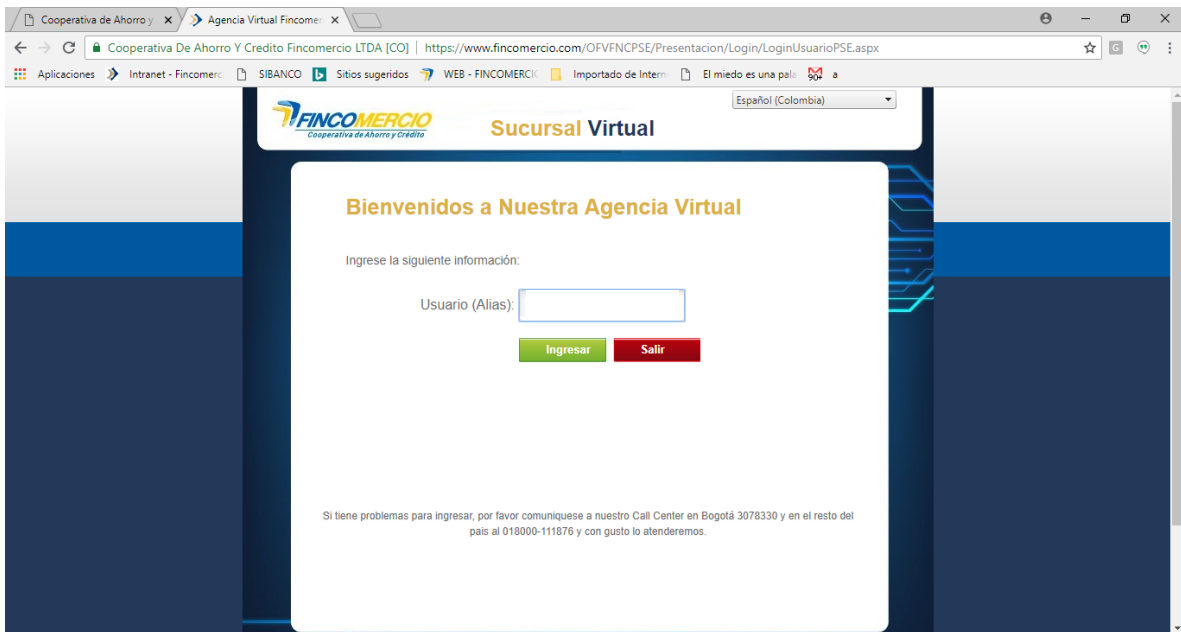 Cooperativa de Ahorro y
Agencia Virtual Fincomer
Cooperativa De Ahorro Y Credito Fincomercio LTDA [CO] | https://www.fincomercio.com/OFVFNCPSE/Presentacion/Login/LoginUsuarioPSE.aspx
Aplicaciones Intranet - Fincomerc SIBANCO Sitios sugeridos WEB - FINCOMERCIO Importado de Intern El miedo es una pala 90+ a
Español (Colombia)
FINCOMERCIO
Cooperativa de Ahorro y Crédito
Sucursal Virtual
Bienvenidos a Nuestra Agencia Virtual
Ingrese la siguiente información:
Usuario (Alias):
Ingresar Salir
Si tiene problemas para ingresar, por favor comuniquese a nuestro Call Center en Bogotá 3078330 y en el resto del
pais al 018000-111876 y con gusto lo atenderemos.